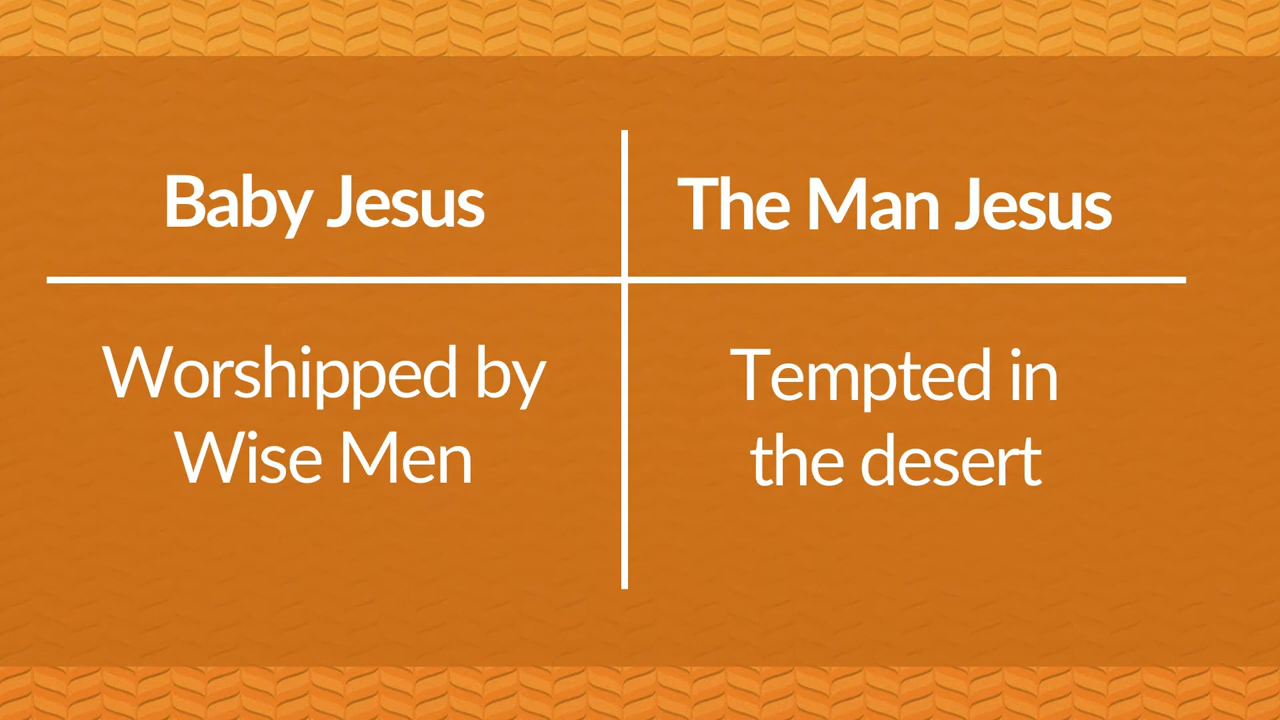 Baby Jesus
The Man Jesus
Worshipped by
Wise Men
Tempted in
the desert